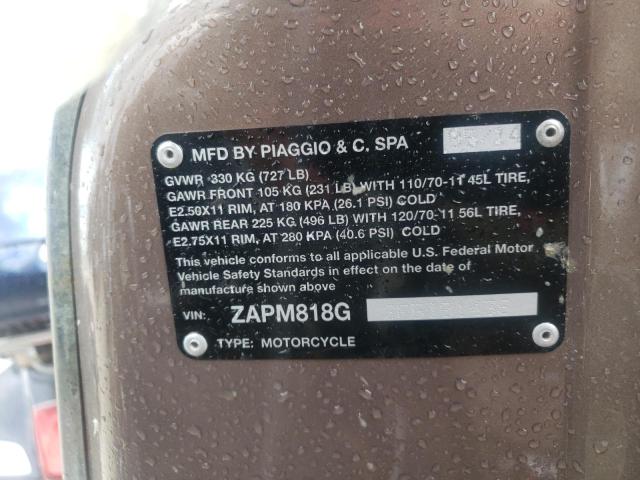 MFD BY PIAGGIO & C. SPA 05/14
GVWR 330 KG (727 LB)
GAWR FRONT 105 KG (231 LB) WITH 110/70-11 45L TIRE,
E2.50X11 RIM, AT 180 KPA (26.1 PSI) COLD
GAWR REAR 225 KG (496 LB) WITH 120/70-11 56L TIRE,
E2.75X11 RIM, AT 280 KPA (40.6 PSI) COLD
This vehicle conforms to all applicable U.S. Federal Motor
Vehicle Safety Standards in effect on the date of
manufacture shown above
VIN: ZAPM818G
TYPE: MOTORCYCLE